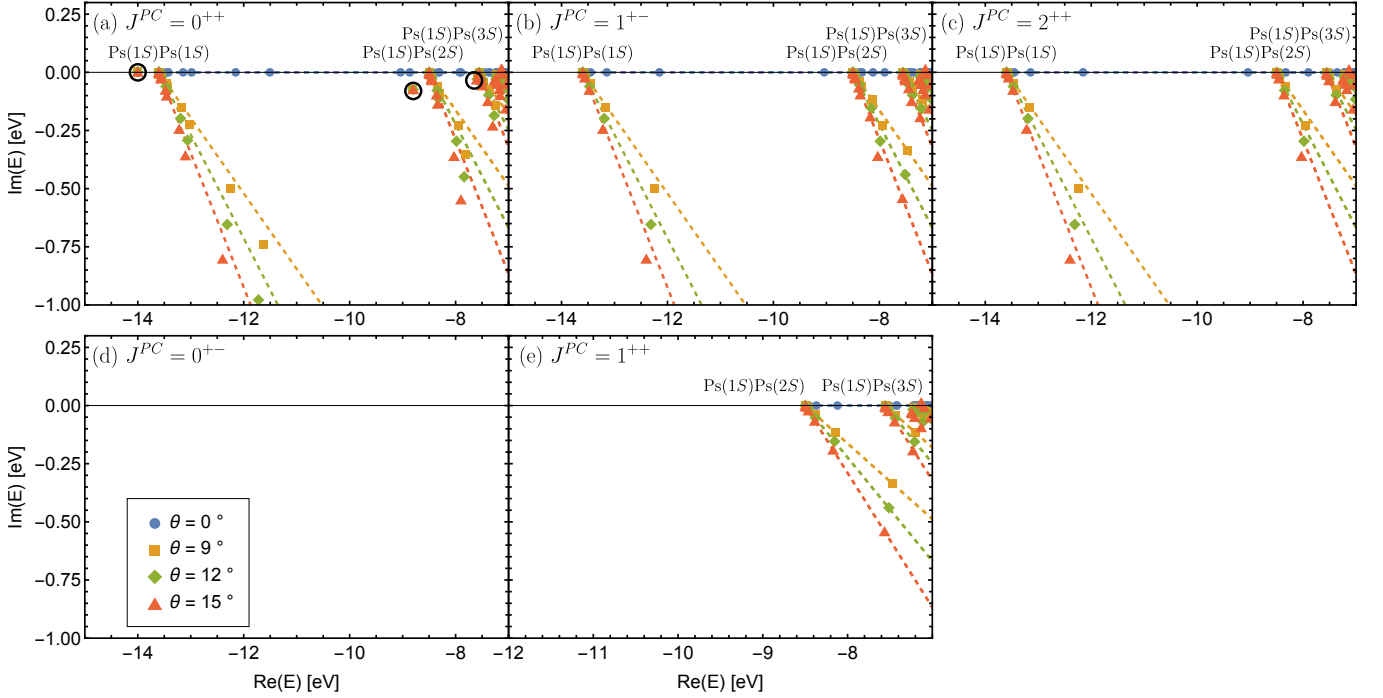 (a) J^{PC} = 0^{++}
Ps(1S)Ps(3S)
Ps(1S)Ps(1S)
Ps(1S)Ps(2S)
(b) J^{PC} = 1^{+-}
Ps(1S)Ps(3S)
Ps(1S)Ps(1S)
Ps(1S)Ps(2S)
(c) J^{PC} = 2^{++}
Ps(1S)Ps(3S)
Ps(1S)Ps(1S)
Ps(1S)Ps(2S)
Im(E) [eV]
0.25
0.00
−0.25
−0.50
−0.75
−1.00
−14 −12 −10 −8
−14 −12 −10 −8
−14 −12 −10 −8
(d) J^{PC} = 0^{+-}
(e) J^{PC} = 1^{++}
Ps(1S)Ps(2S) Ps(1S)Ps(3S)
Im(E) [eV]
0.25
0.00
−0.25
−0.50
−0.75
−1.00
θ = 0 °
θ = 9 °
θ = 12 °
θ = 15 °
−14 −12 −10 −8 −12
−11 −10 −9 −8
Re(E) [eV]
Re(E) [eV]